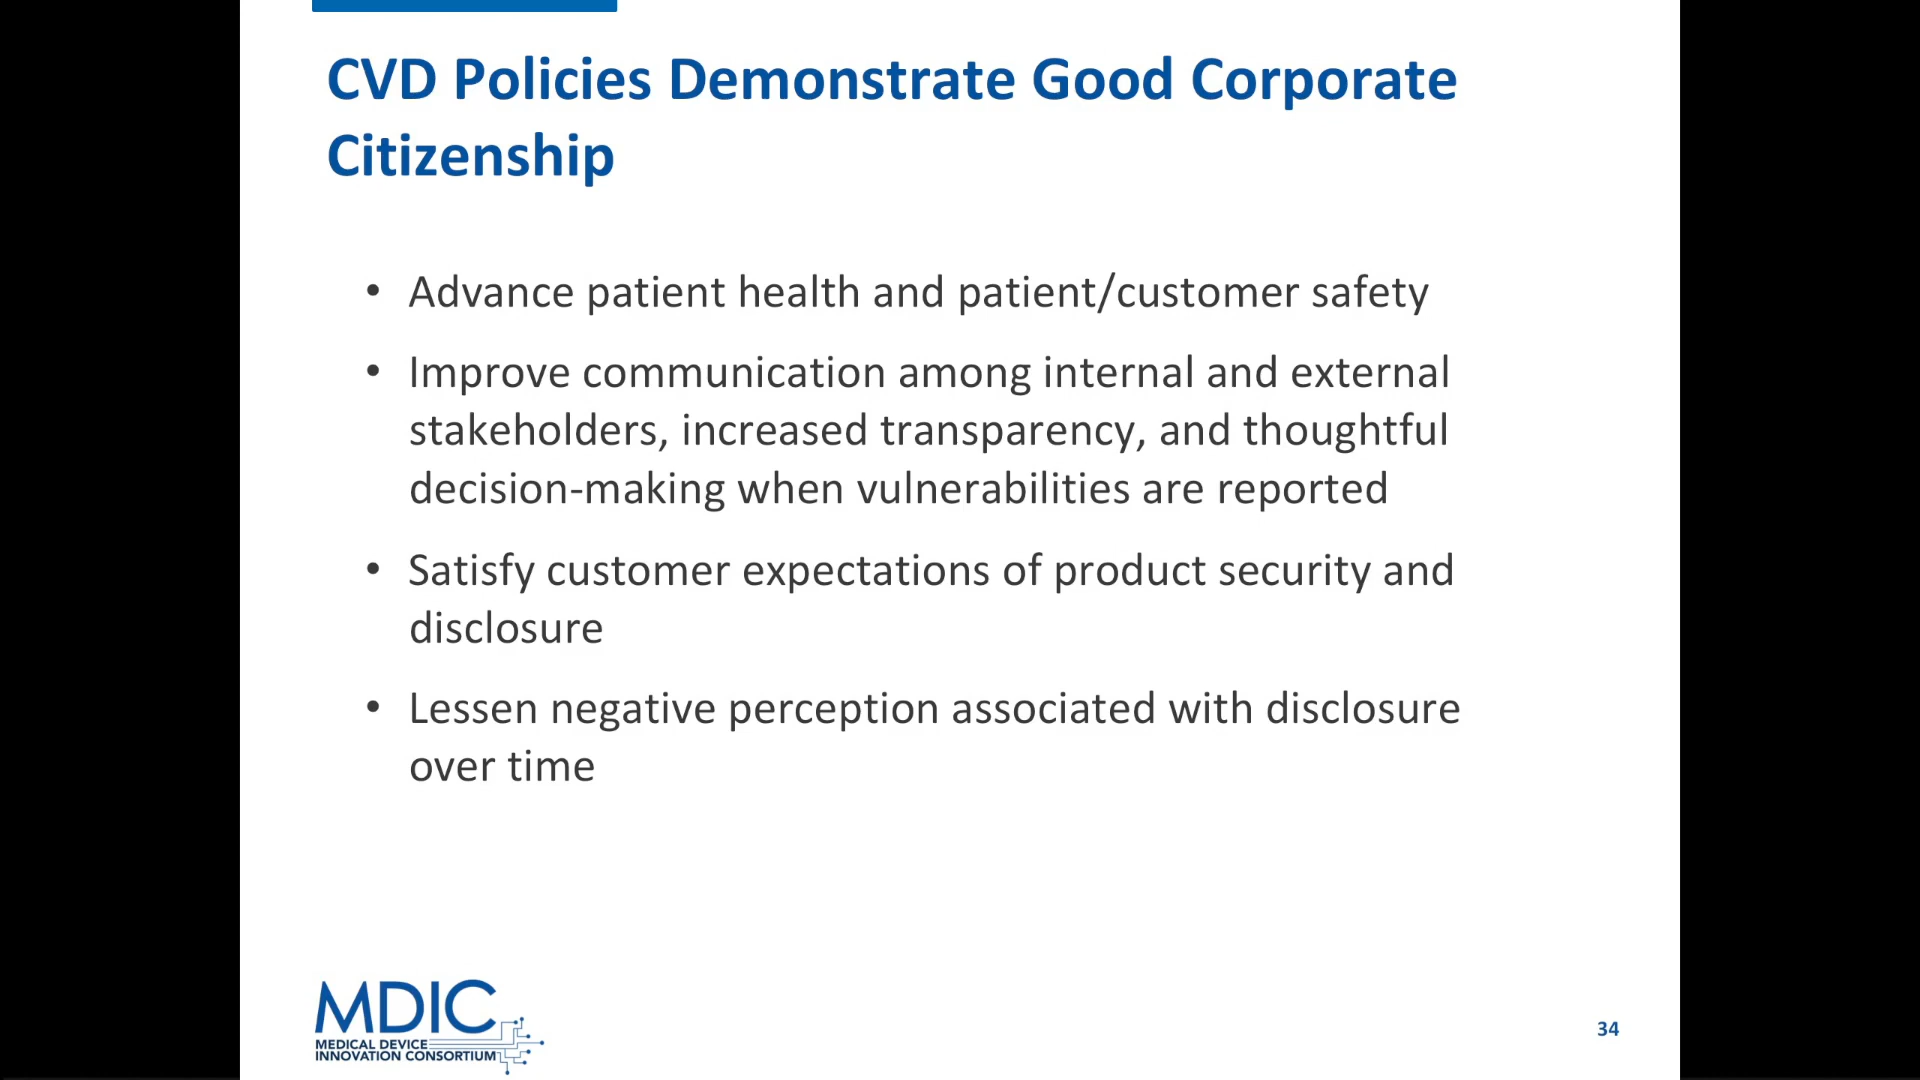 CVD Policies Demonstrate Good Corporate
Citizenship
• Advance patient health and patient/customer safety
• Improve communication among internal and external
stakeholders, increased transparency, and thoughtful
decision-making when vulnerabilities are reported
• Satisfy customer expectations of product security and
disclosure
• Lessen negative perception associated with disclosure
over time
MDIC
MEDICAL DEVICE
INNOVATION CONSORTIUM
34